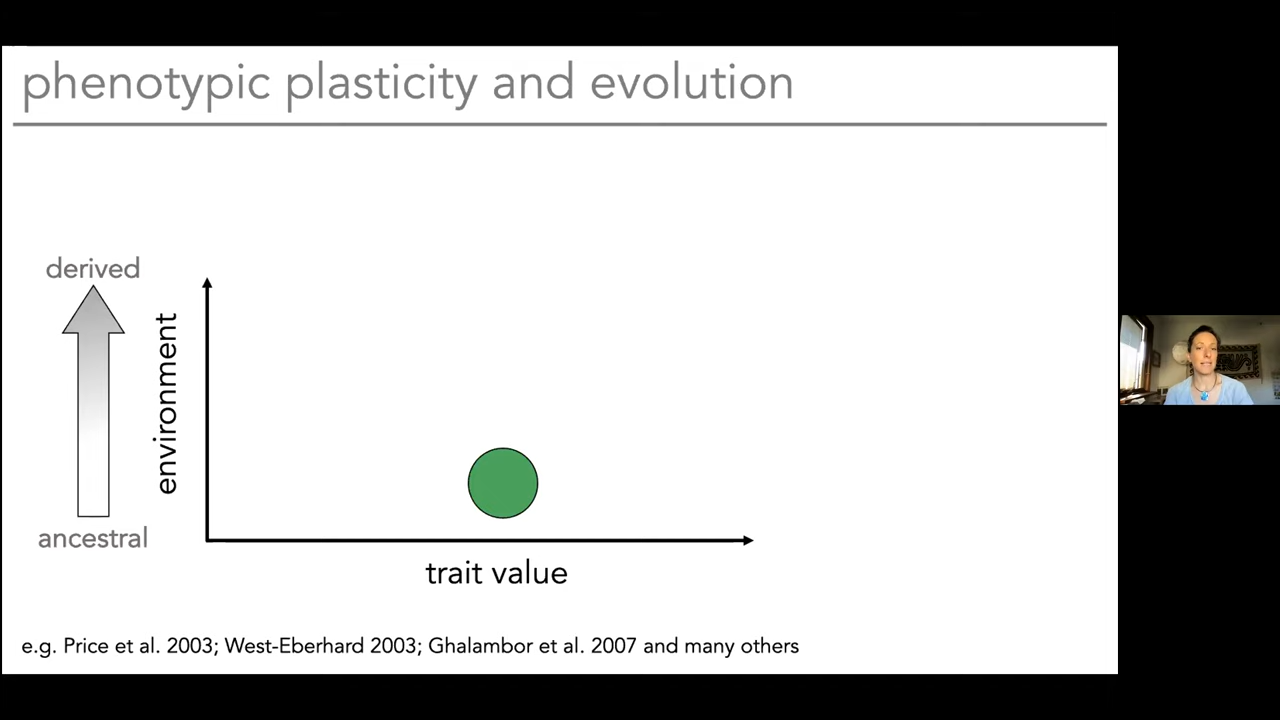 phenotypic plasticity and evolution
derived
environment
ancestral
trait value
e.g. Price et al. 2003; West-Eberhard 2003; Ghalambor et al. 2007 and many others